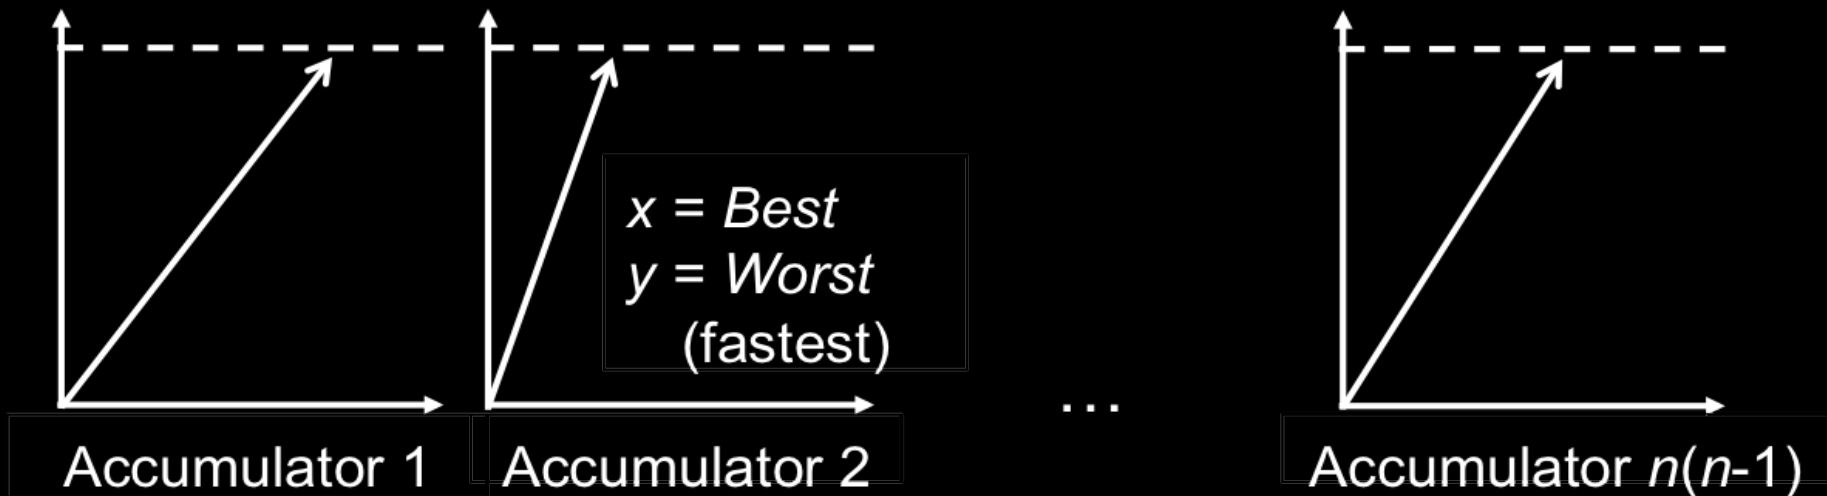 x = Best
y = Worst
(fastest)
...
Accumulator 1
Accumulator 2
Accumulator n(n-1)